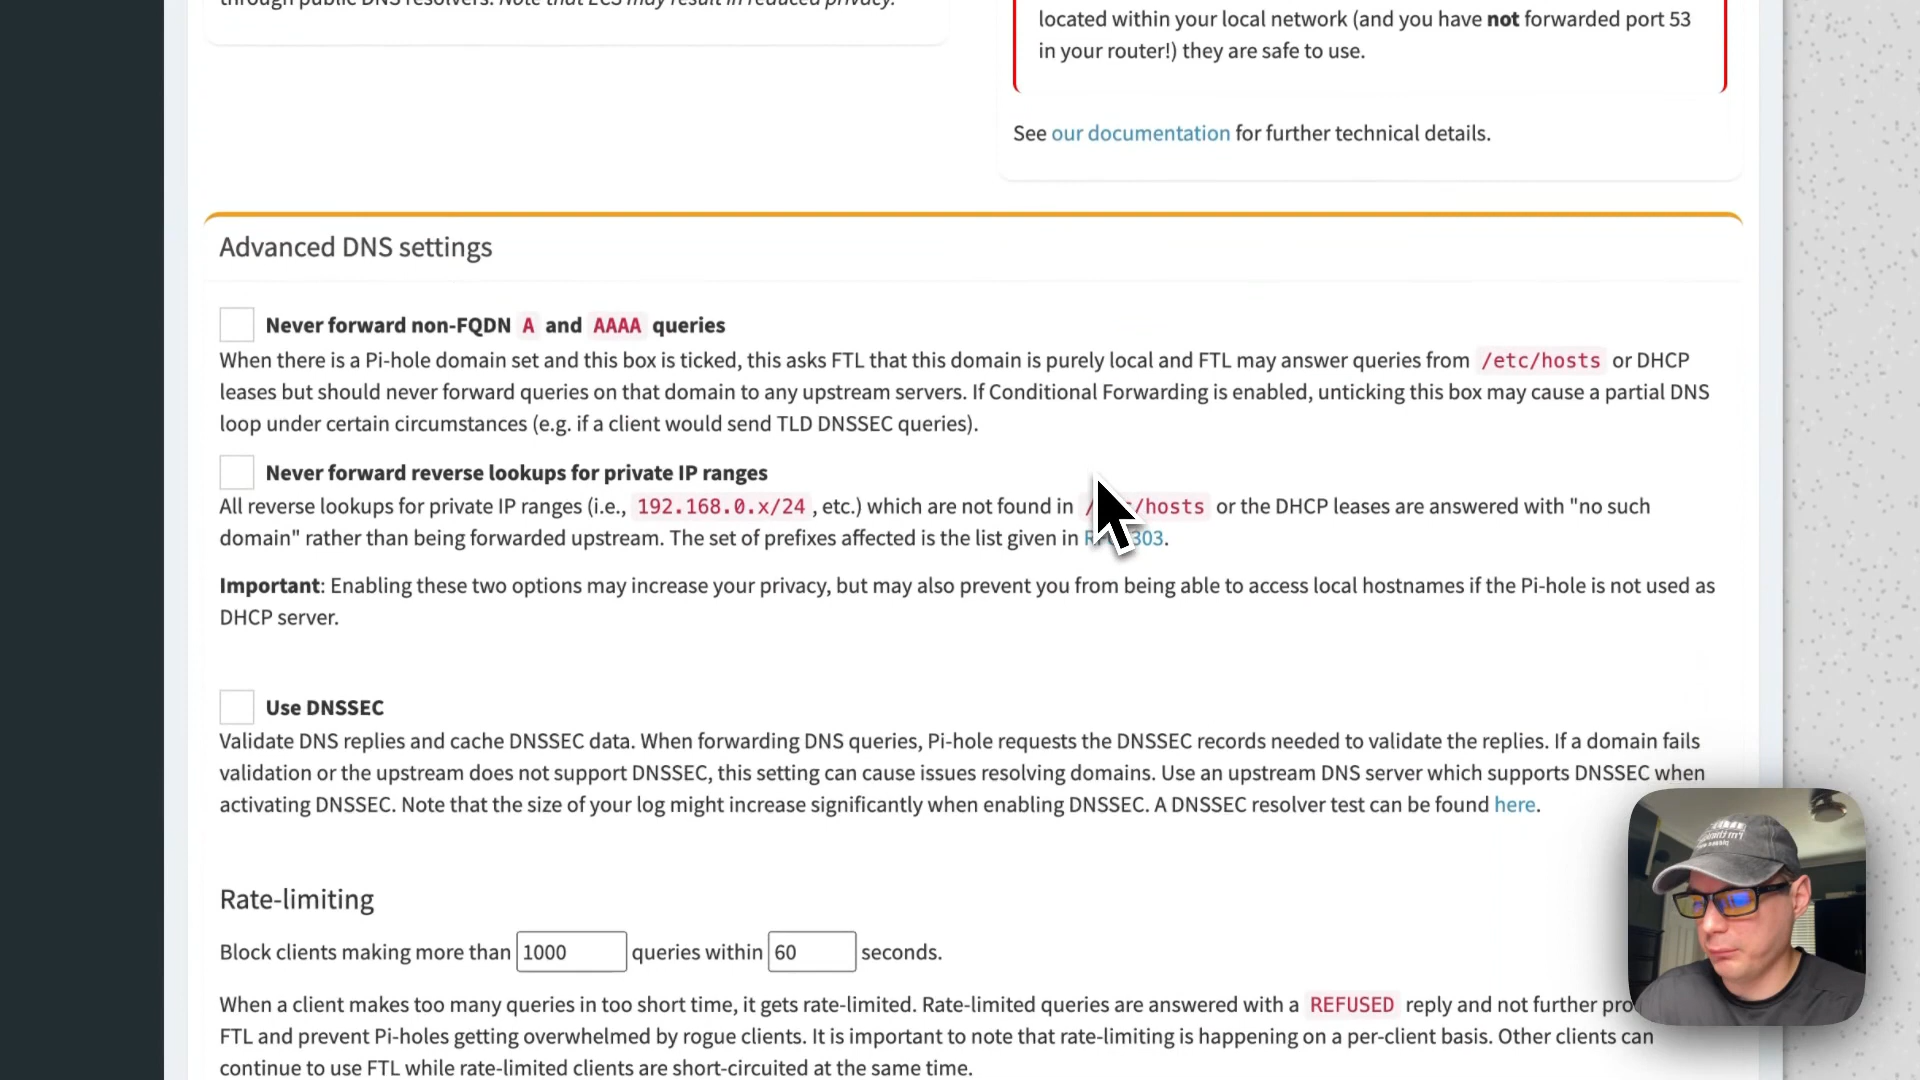 through public DNS resolvers. Note that ECS may result in reduced privacy.
located within your local network (and you have not forwarded port 53
in your router!) they are safe to use.
See our documentation for further technical details.
Advanced DNS settings
Never forward non-FQDN A and AAAA queries
When there is a Pi-hole domain set and this box is ticked, this asks FTL that this domain is purely local and FTL may answer queries from /etc/hosts or DHCP
leases but should never forward queries on that domain to any upstream servers. If Conditional Forwarding is enabled, unticking this box may cause a partial DNS
loop under certain circumstances (e.g. if a client would send TLD DNSSEC queries).
Never forward reverse lookups for private IP ranges
All reverse lookups for private IP ranges (i.e., 192.168.0.x/24 , etc.) which are not found in /hosts or the DHCP leases are answered with "no such
domain" rather than being forwarded upstream. The set of prefixes affected is the list given in 303.
Important: Enabling these two options may increase your privacy, but may also prevent you from being able to access local hostnames if the Pi-hole is not used as
DHCP server.
Use DNSSEC
Validate DNS replies and cache DNSSEC data. When forwarding DNS queries, Pi-hole requests the DNSSEC records needed to validate the replies. If a domain fails
validation or the upstream does not support DNSSEC, this setting can cause issues resolving domains. Use an upstream DNS server which supports DNSSEC when
activating DNSSEC. Note that the size of your log might increase significantly when enabling DNSSEC. A DNSSEC resolver test can be found here.
Rate-limiting
Block clients making more than 1000 queries within 60 seconds.
When a client makes too many queries in too short time, it gets rate-limited. Rate-limited queries are answered with a REFUSED reply and not further
FTL and prevent Pi-holes getting overwhelmed by rogue clients. It is important to note that rate-limiting is happening on a per-client basis. Other clients can
continue to use FTL while rate-limited clients are short-circuited at the same time.